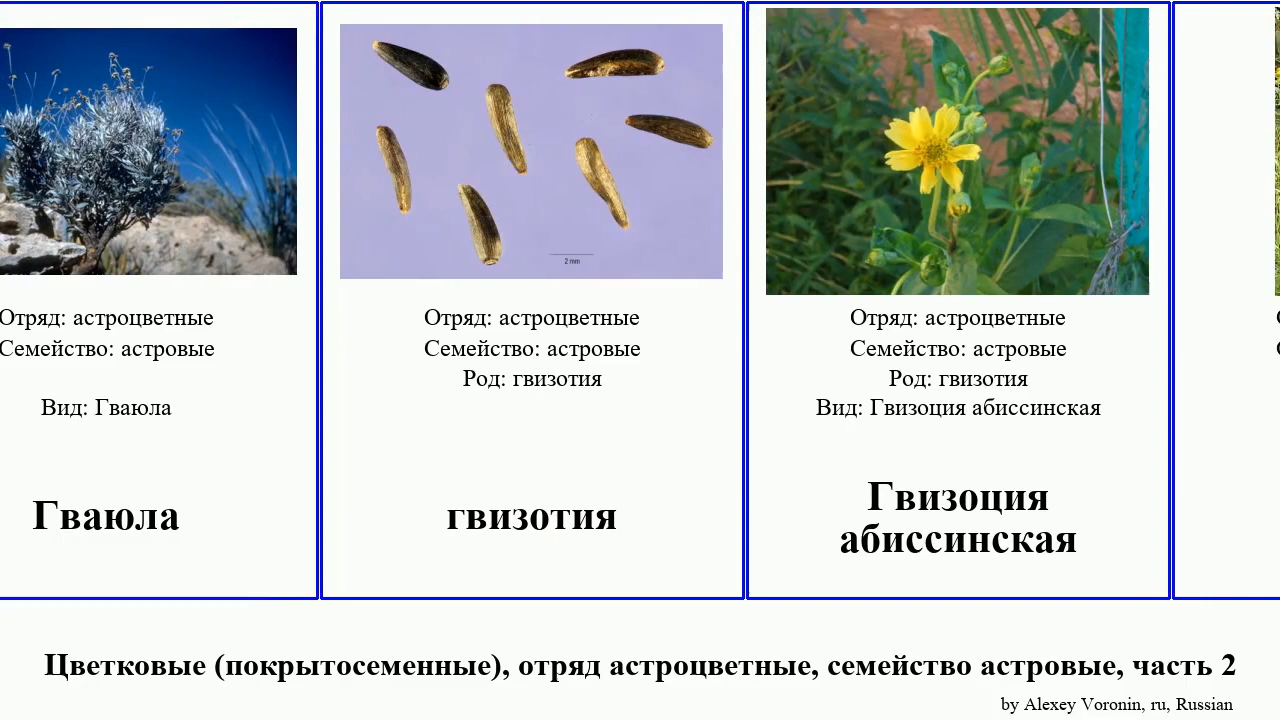 Отряд: астроцветные
Семейство: астровые
Вид: Гваюла
Гваюла
2 mm
Отряд: астроцветные
Семейство: астровые
Род: гвизотия
гвизотия
Отряд: астроцветные
Семейство: астровые
Род: гвизотия
Вид: Гвизоция абиссинская
Гвизоция
абиссинская
Цветковые (покрытосеменные), отряд астроцветные, семейство астровые, часть 2
by Alexey Voronin, ru, Russian